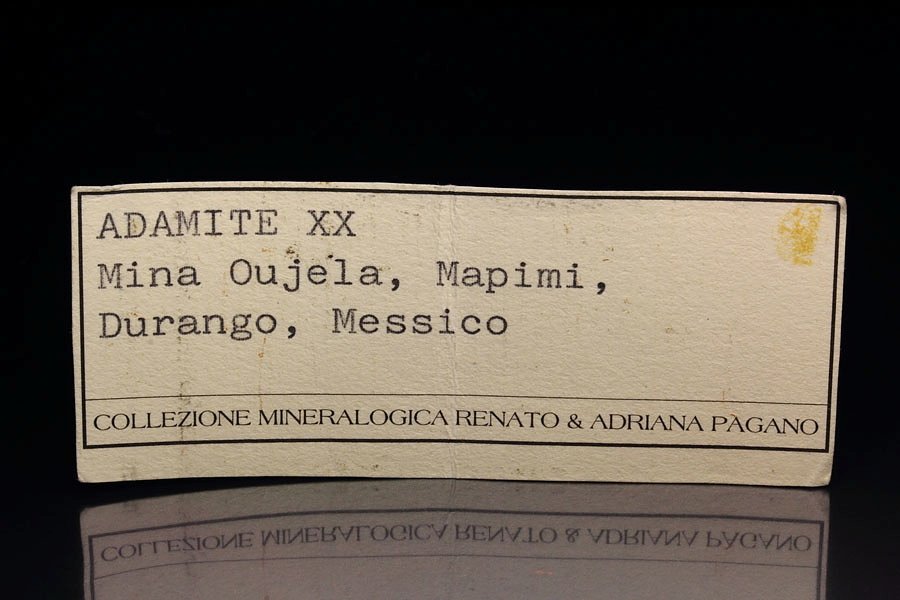 ADAMITE XX
Mina Oujela, Mapimi,
Durango, Messico
COLLEZIONE MINERALOGICA RENATO & ADRIANA PAGANO